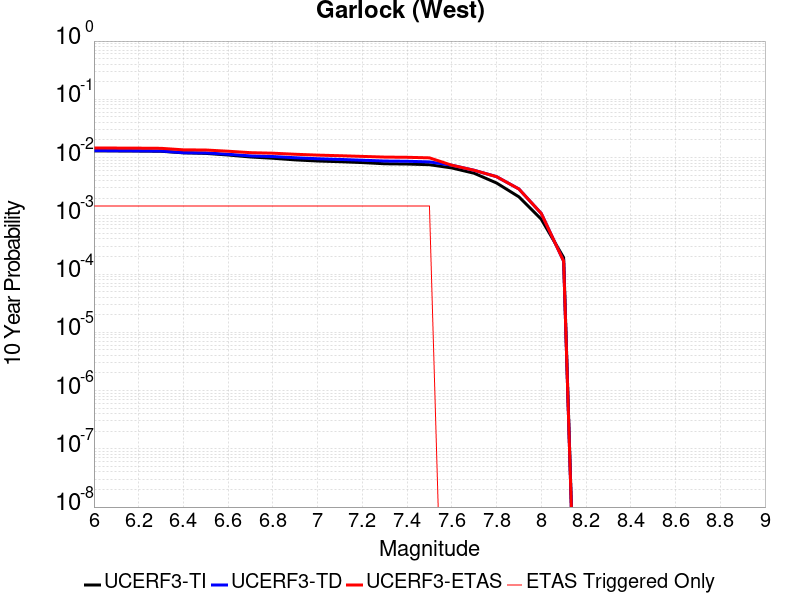 Garlock (West)
10^0
10^-1
10^-2
10^-3
10^-4
10^-5
10^-6
10^-7
10^-8
10 Year Probability
6 6.2 6.4 6.6 6.8 7 7.2 7.4 7.6 7.8 8 8.2 8.4 8.6 8.8 9
Magnitude
UCERF3-TI UCERF3-TD UCERF3-ETAS ETAS Triggered Only